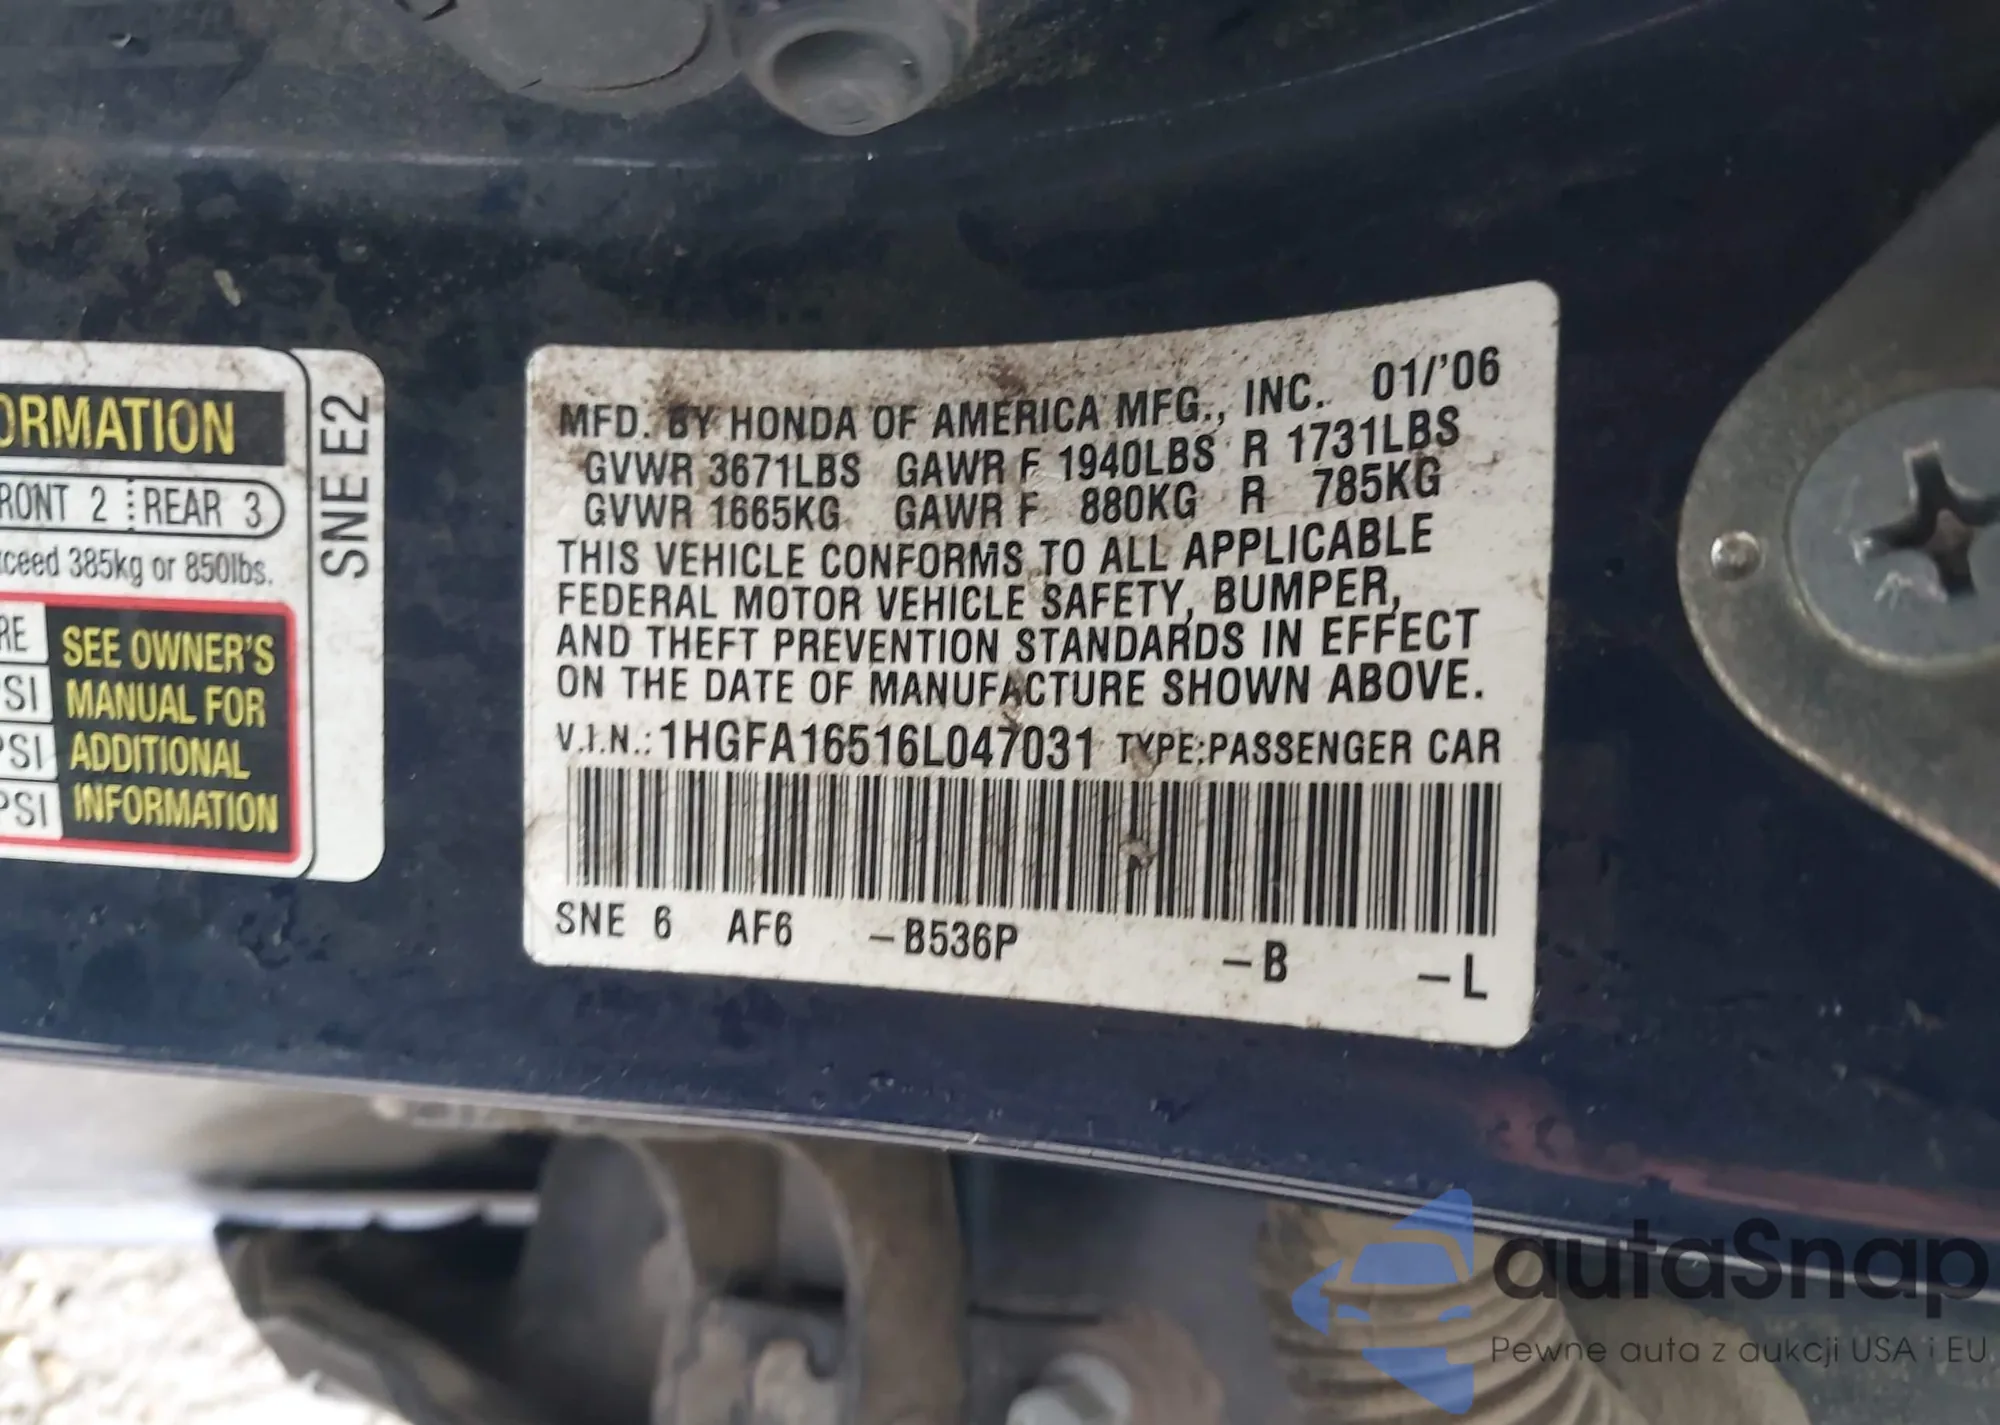 ORMATION
RONT 2 REAR 3
ceed 385kg or 850lbs.
RE
SI
PSI
PSI
SEE OWNER'S
MANUAL FOR
ADDITIONAL
INFORMATION
SNE E2
MFD. BY HONDA OF AMERICA MFG., INC. 01/'06
GVWR 3671LBS GAWR F 1940LBS R 1731LBS
GVWR 1665KG GAWR F 880KG R 785KG
THIS VEHICLE CONFORMS TO ALL APPLICABLE
FEDERAL MOTOR VEHICLE SAFETY, BUMPER,
AND THEFT PREVENTION STANDARDS IN EFFECT
ON THE DATE OF MANUFACTURE SHOWN ABOVE.
V.I.N.: 1HGFA16516L047031 TYPE:PASSENGER CAR
SNE 6 AF6 -B536P -B -L
autaSnap
Pewne auta z aukcji USA i EU